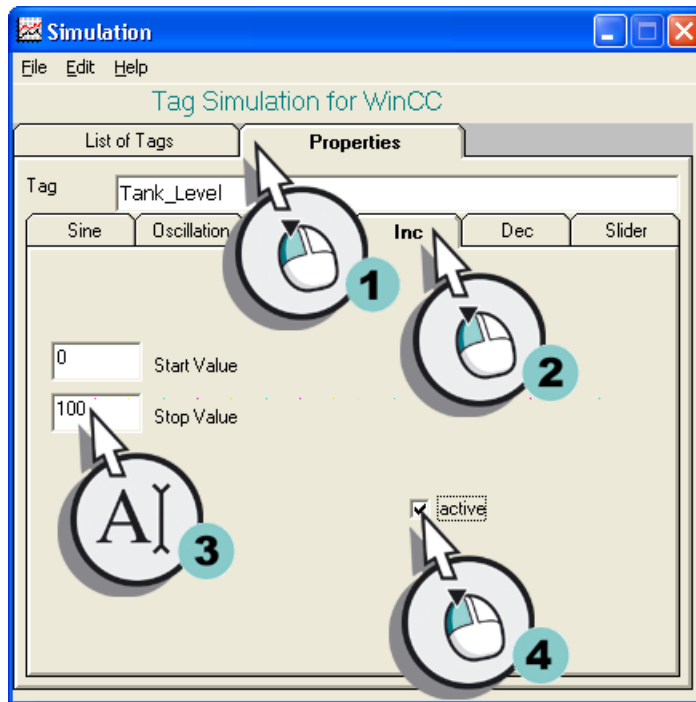 Simulation
File Edit Help
Tag Simulation for WinCC
List of Tags Properties
Tag Tank_Level
Sine Oscillation Inc Dec Slider
1
2
0 Start Value
100 Stop Value
active
A
3
4